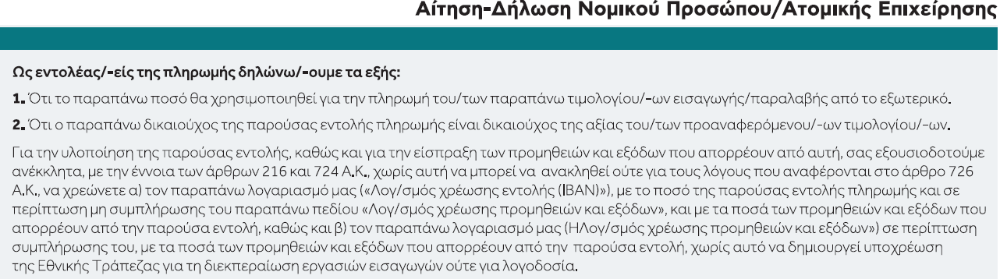 Αίτηση-Δήλωση Νομικού Προσώπου/Ατομικής Επιχείρησης
Ως εντολέας/-είς της πληρωμής δηλώνω/-ουμε τα εξής:
1. Ότι το παραπάνω ποσό θα χρησιμοποιηθεί για την πληρωμή του/των παραπάνω τιμολογίου/-ων εισαγωγής/παραλαβής από το εξωτερικό.
2. Ότι ο παραπάνω δικαιούχος της παρούσας εντολής πληρωμής είναι δικαιούχος της αξίας του/των προαναφερόμενου/-ων τιμολογίου/-ων.
Για την υλοποίηση της παρούσας εντολής, καθώς και για την είσπραξη των προμηθειών και εξόδων που απορρέουν από αυτή, σας εξουσιοδοτούμε
ανέκκλητα, με την έννοια των άρθρων 216 και 724 Α.Κ., χωρίς αυτή να μπορεί να ανακληθεί ούτε για τους λόγους που αναφέρονται στο άρθρο 726
Α.Κ., να χρεώνετε α) τον παραπάνω λογαριασμό μας («Λογ/σμός χρέωσης εντολής (IBAN)»), με το ποσό της παρούσας εντολής πληρωμής και σε
περίπτωση μη συμπλήρωσης του παραπάνω πεδίου «Λογ/σμός χρέωσης προμηθειών και εξόδων», και με τα ποσά των προμηθειών και εξόδων που
απορρέουν από την παρούσα εντολή, καθώς και β) τον παραπάνω λογαριασμό μας (ΗΛογ/σμός χρέωσης προμηθειών και εξόδων») σε περίπτωση
συμπλήρωσης του, με τα ποσά των προμηθειών και εξόδων που απορρέουν από την παρούσα εντολή, χωρίς αυτό να δημιουργεί υποχρέωση
της Εθνικής Τράπεζας για τη διεκπεραίωση εργασιών εισαγωγών ούτε για λογοδοσία.